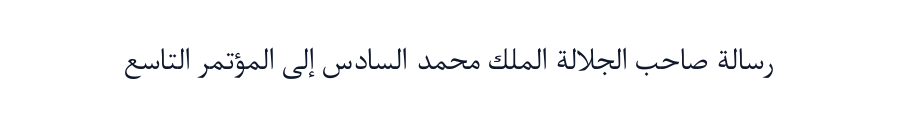 رسالة صاحب الجلالة الملك محمد السادس إلى المؤتمر التاسع